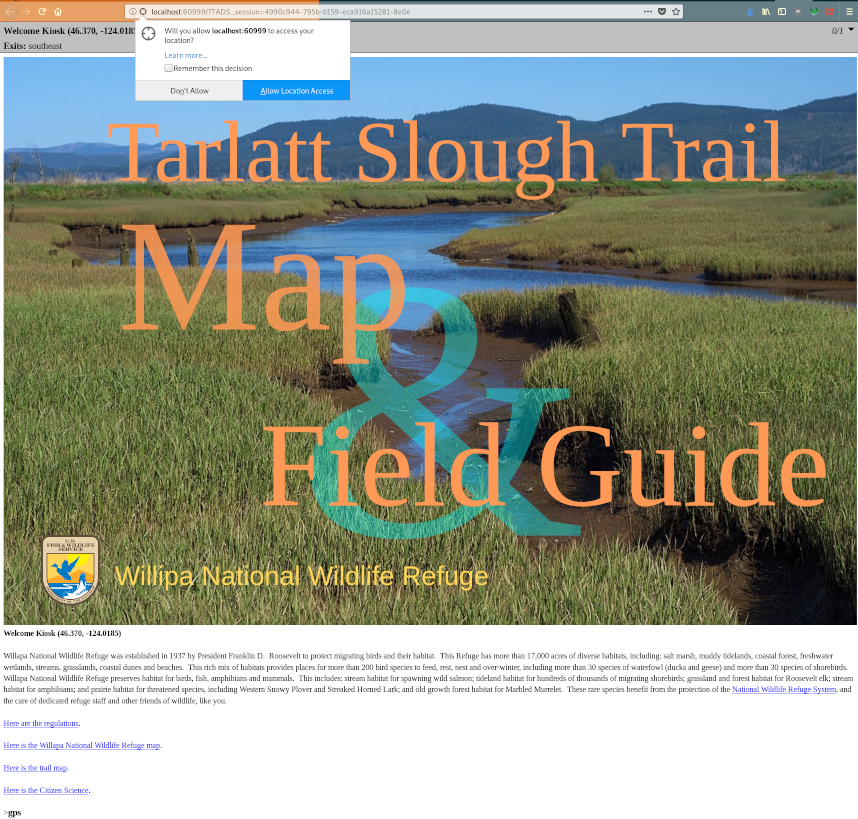 localhost:60999/?TADS_session=4990c944-795b-b159-eca916a15281-8e0e
Welcome Kiosk (46.370, -124.0185
0/1
Exits: southeast
Will you allow localhost:60999 to access your
location?
Learn more...
Remember this decision
Don't Allow
Allow Location Access
Tarlatt Slough Trail
Map
&
Field Guide
U.S.
FISH & WILDLIFE
SERVICE
Willipa National Wildlife Refuge
Welcome Kiosk (46.370, -124.0185)
Willapa National Wildlife Refuge was established in 1937 by President Franklin D. Roosevelt to protect migrating birds and their habitat. This Refuge has more than 17,000 acres of diverse habitats, including: salt marsh, muddy tidelands, coastal forest, freshwater
wetlands, streams, grasslands, coastal dunes and beaches. This rich mix of habitats provides places for more than 200 bird species to feed, rest, nest and over-winter, including more than 30 species of waterfowl (ducks and geese) and more than 30 species of shorebirds.
Willapa National Wildlife Refuge preserves habitat for birds, fish, amphibians and mammals. This includes: stream habitat for spawning wild salmon; tideland habitat for hundreds of thousands of migrating shorebirds; grassland and forest habitat for Roosevelt elk; stream
habitat for amphibians; and prairie habitat for threatened species, including Western Snowy Plover and Streaked Horned Lark; and old growth forest habitat for Marbled Murrelet. These rare species benefit from the protection of the National Wildlife Refuge System, and
the care of dedicated refuge staff and other friends of wildlife, like you.
Here are the regulations.
Here is the Willapa National Wildlife Refuge map.
Here is the trail map.
Here is the Citizen Science.
>gps